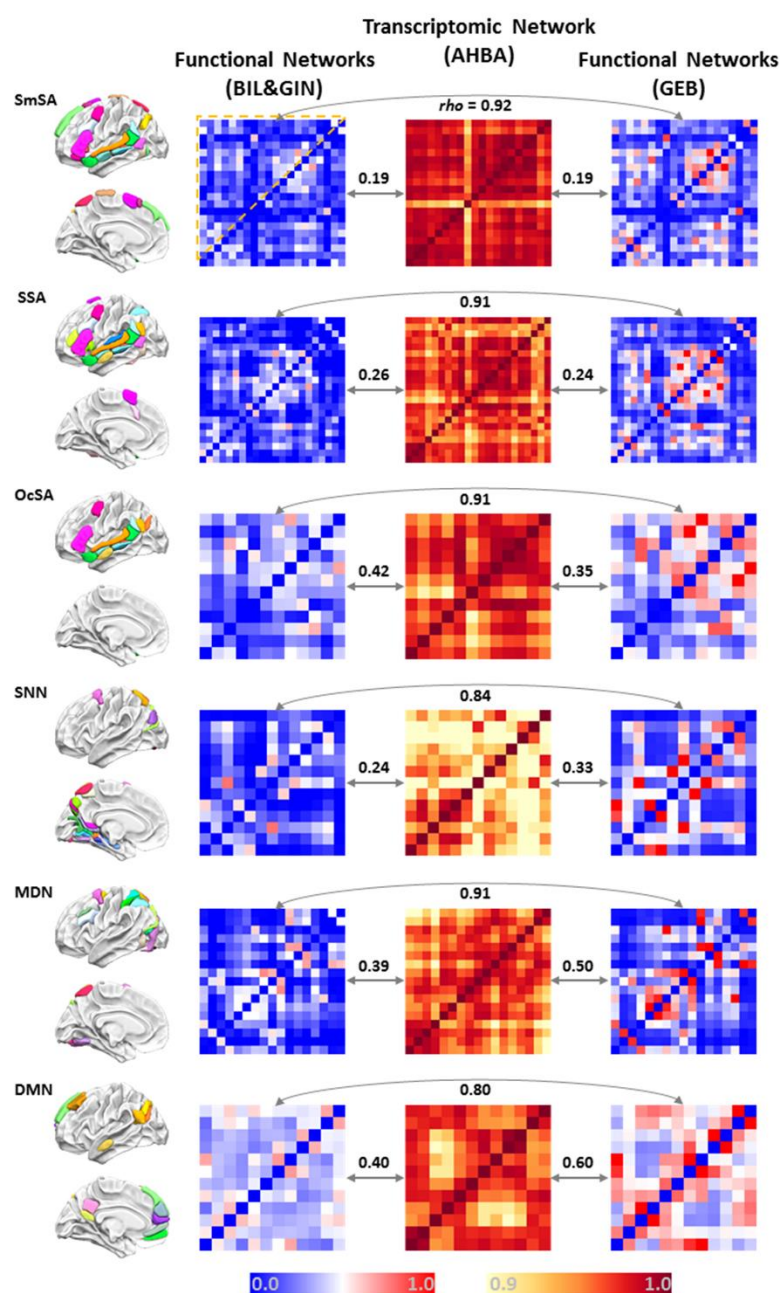 Transcriptomic Network
(AHBA)
Functional Networks
(BIL&GIN)
Functional Networks
(GEB)
SmSA
rho = 0.92
0.19
0.19
SSA
0.91
0.26
0.24
OcSA
0.91
0.42
0.35
SNN
0.84
0.24
0.33
MDN
0.91
0.39
0.50
DMN
0.80
0.40
0.60
0.0 1.0 0.9 1.0